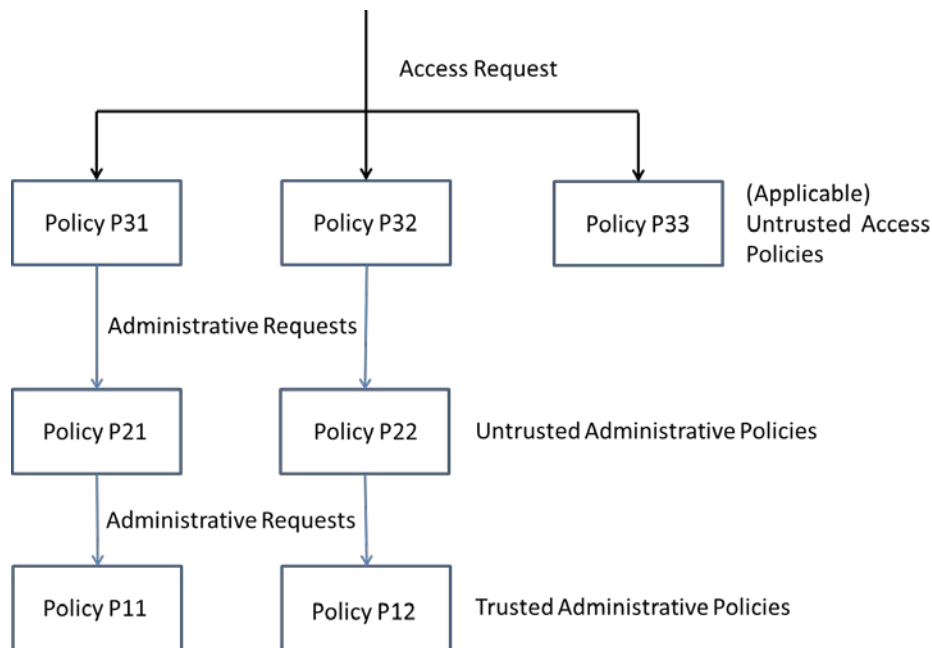 Access Request
Policy P31
Policy P32
Policy P33
(Applicable)
Untrusted Access
Policies
Administrative Requests
Policy P21
Policy P22
Untrusted Administrative Policies
Administrative Requests
Policy P11
Policy P12
Trusted Administrative Policies